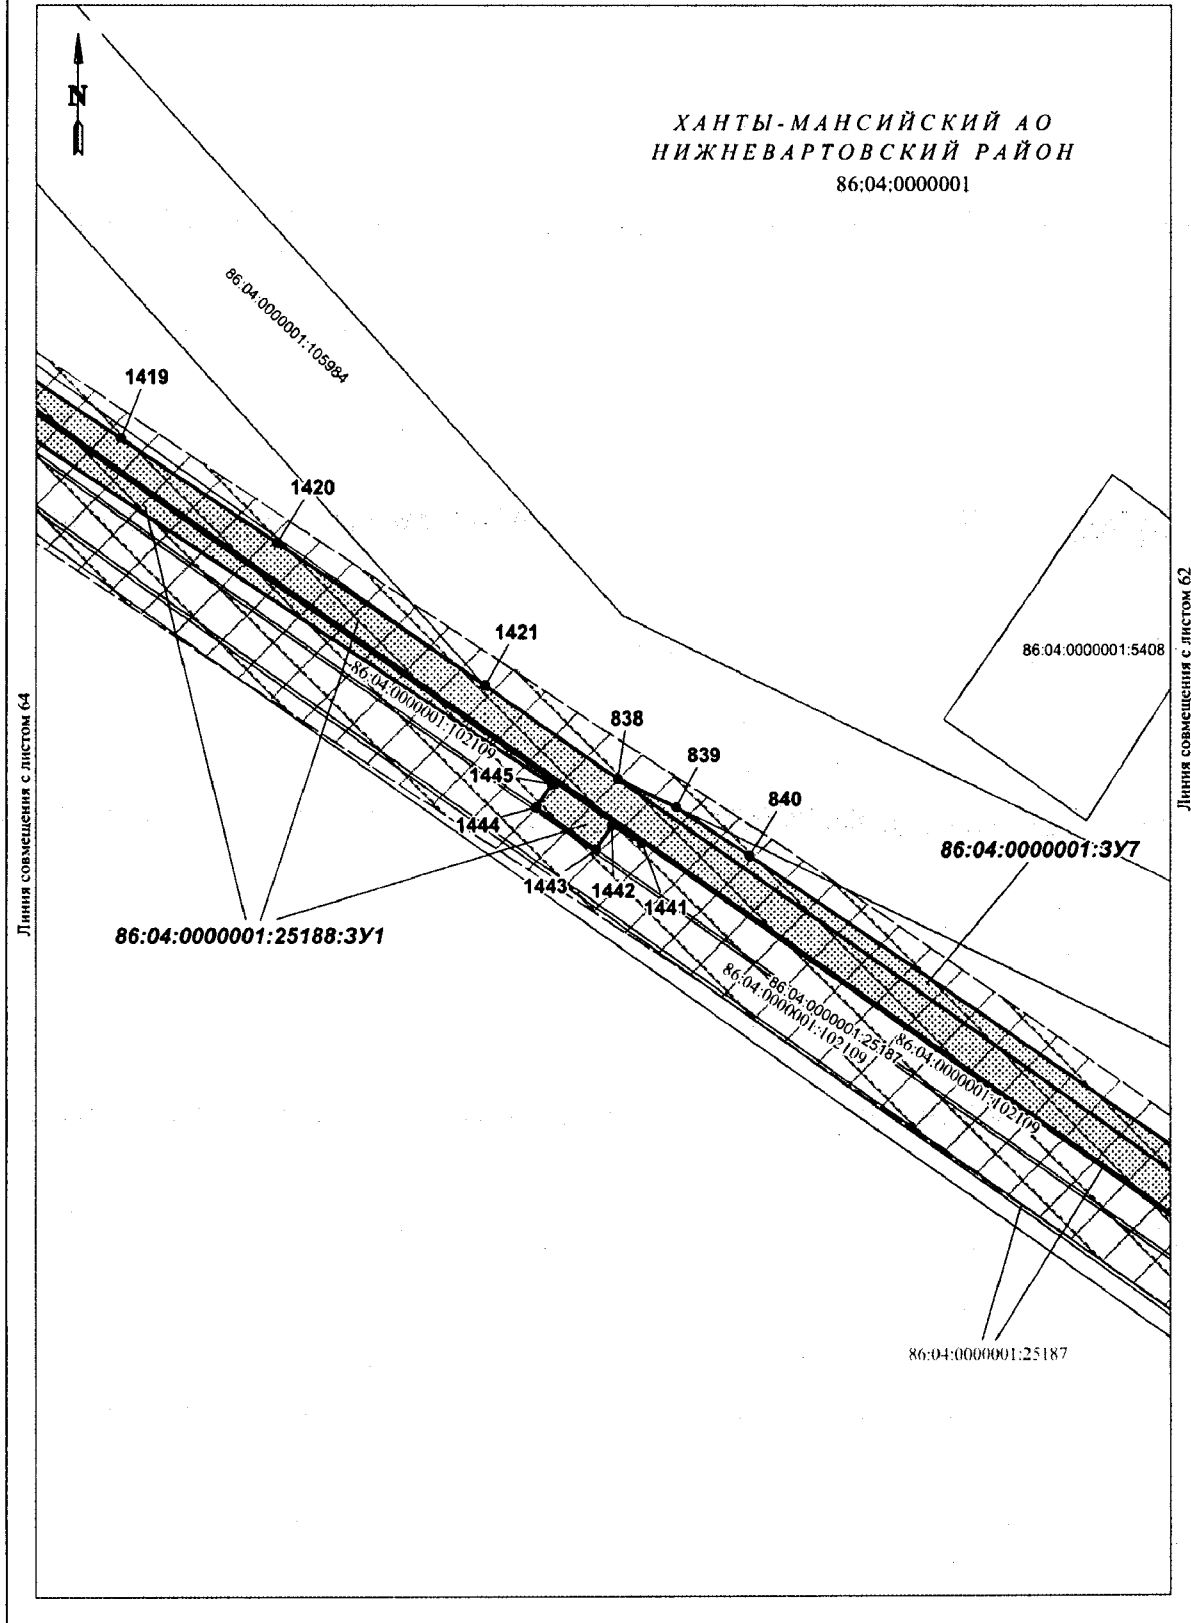 N
ХАНТЫ-МАНСИЙСКИЙ АО
НИЖНЕВАРТОВСКИЙ РАЙОН
86:04:0000001
86:04:0000001:105984
1419
1420
1421
86:04:0000001:5408
Линия совмещения с листом 62
Линия совмещения с листом 64
86:04:0000001:102109
838
839
840
1445
1444
1443
1442
1441
86:04:0000001:ЗУ7
86:04:0000001:25188:ЗУ1
86:04:0000001:25187
86:04:0000001:102109
86:04:0000001:102109
86:04:0000001:25187